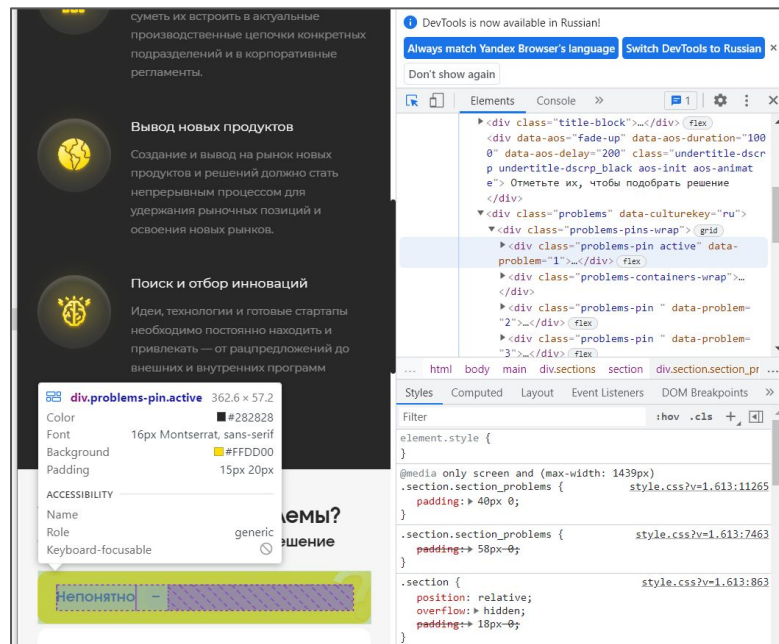 суметь их встроить в актуальные
производственные цепочки конкретных
подразделений и в корпоративные
регламенты.
Вывод новых продуктов
Создание и вывод на рынок новых
продуктов и решений должно стать
непрерывным процессом для
удержания рыночных позиций и
освоения новых рынков.
Поиск и отбор инноваций
Идеи, технологии и готовые стартапы
необходимо постоянно находить и
привлекать — от рацпредложений до
внешних и внутренних программ
div.problems-pin.active 362.6 × 57.2
Color #282828
Font 16px Montserrat, sans-serif
Background #FFDD00
Padding 15px 20px
ACCESSIBILITY
Name
Role generic
Keyboard-focusable
лемы?
ешение
Непонятно –
DevTools is now available in Russian!
Always match Yandex Browser's language Switch DevTools to Russian ×
Don't show again
Elements Console » 1
<div class="title-block">…</div> flex
<div data-aos="fade-up" data-aos-duration="100
0" data-aos-delay="200" class="undertitle-dscr
p undertitle-dscrp_black aos-init aos-animat
e"> Отметьте их, чтобы подобрать решение
</div>
<div class="problems" data-culturekey="ru">
<div class="problems-pins-wrap"> grid
<div class="problems-pin active" data-
problem="1">…</div> flex
<div class="problems-containers-wrap">…
</div>
<div class="problems-pin " data-problem=
"2">…</div> flex
<div class="problems-pin " data-problem=
"3">…</div> flex
... html body main div.sections section div.section.section_pr ...
Styles Computed Layout Event Listeners DOM Breakpoints »
Filter :hov .cls +
element.style {
}
@media only screen and (max-width: 1439px)
.section.section_problems { style.css?v=1.613:11265
padding: 40px 0;
}
.section.section_problems { style.css?v=1.613:7463
padding: 58px 0;
}
.section { style.css?v=1.613:863
position: relative;
overflow: hidden;
padding: 18px 0;
}